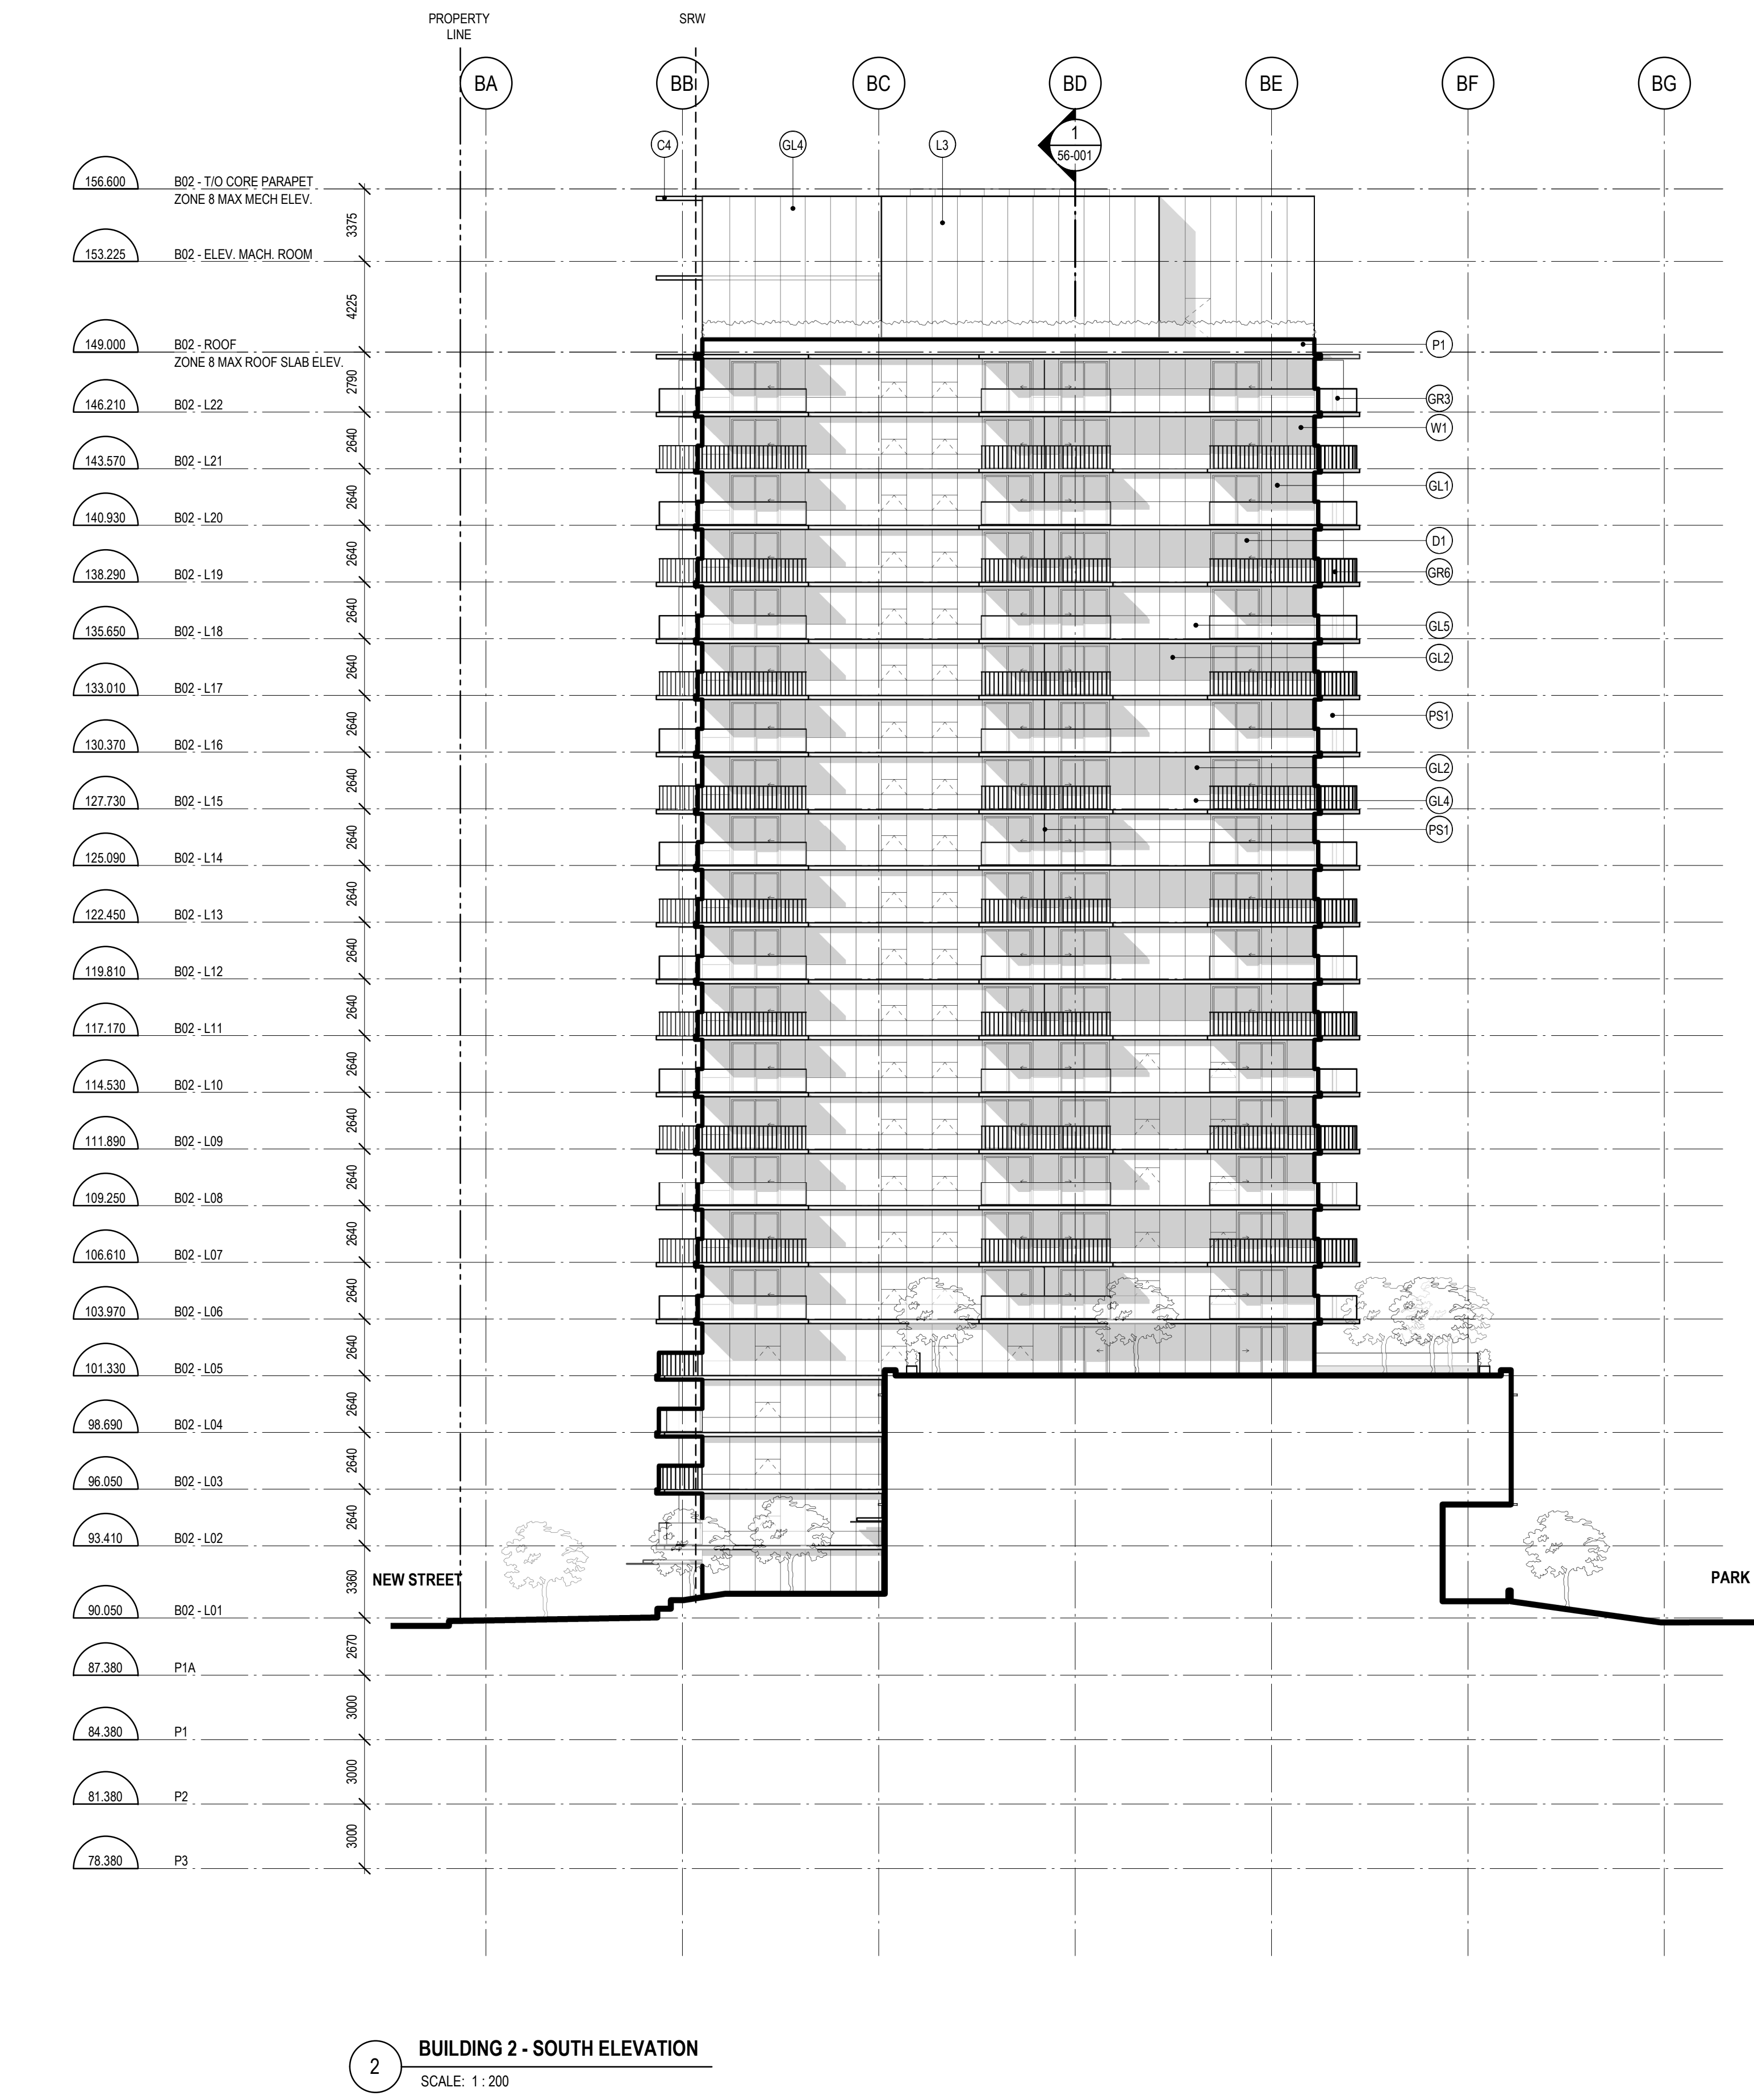 PROPERTY
LINE
SRW
BA
BB
BC
BD
BE
BF
BG
C4
GL4
L3
1
56-001
156.600 B02 - T/O CORE PARAPET
ZONE 8 MAX MECH ELEV.
3375
153.225 B02 - ELEV. MACH. ROOM
4225
149.000 B02 - ROOF
ZONE 8 MAX ROOF SLAB ELEV.
P1
2790
146.210 B02 - L22
GR3
W1
2640
143.570 B02 - L21
GL1
2640
140.930 B02 - L20
D1
2640
138.290 B02 - L19
GR6
2640
135.650 B02 - L18
GL5
GL2
2640
133.010 B02 - L17
PS1
2640
130.370 B02 - L16
GL2
2640
127.730 B02 - L15
GL4
PS1
2640
125.090 B02 - L14
2640
122.450 B02 - L13
2640
119.810 B02 - L12
2640
117.170 B02 - L11
2640
114.530 B02 - L10
2640
111.890 B02 - L09
2640
109.250 B02 - L08
2640
106.610 B02 - L07
2640
103.970 B02 - L06
2640
101.330 B02 - L05
2640
98.690 B02 - L04
2640
96.050 B02 - L03
2640
93.410 B02 - L02
3360
NEW STREET
PARK
90.050 B02 - L01
2670
87.380 P1A
3000
84.380 P1
3000
81.380 P2
3000
78.380 P3
2
BUILDING 2 - SOUTH ELEVATION
SCALE: 1 : 200